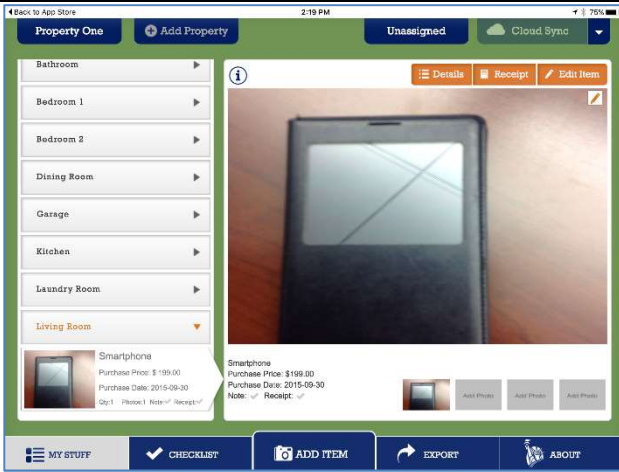 Back to App Store 2:19 PM 75%
Property One Add Property Unassigned Cloud Sync
Bathroom
Bedroom 1
Bedroom 2
Dining Room
Garage
Kitchen
Laundry Room
Living Room
Smartphone
Purchase Price: $ 199.00
Purchase Date: 2015-09-30
Qty:1 Photos:1 Note: Receipt:
i Details Receipt Edit Item
Smartphone
Purchase Price: $199.00
Purchase Date: 2015-09-30
Note: Receipt:
Add Photo Add Photo Add Photo
MY STUFF CHECKLIST ADD ITEM EXPORT ABOUT